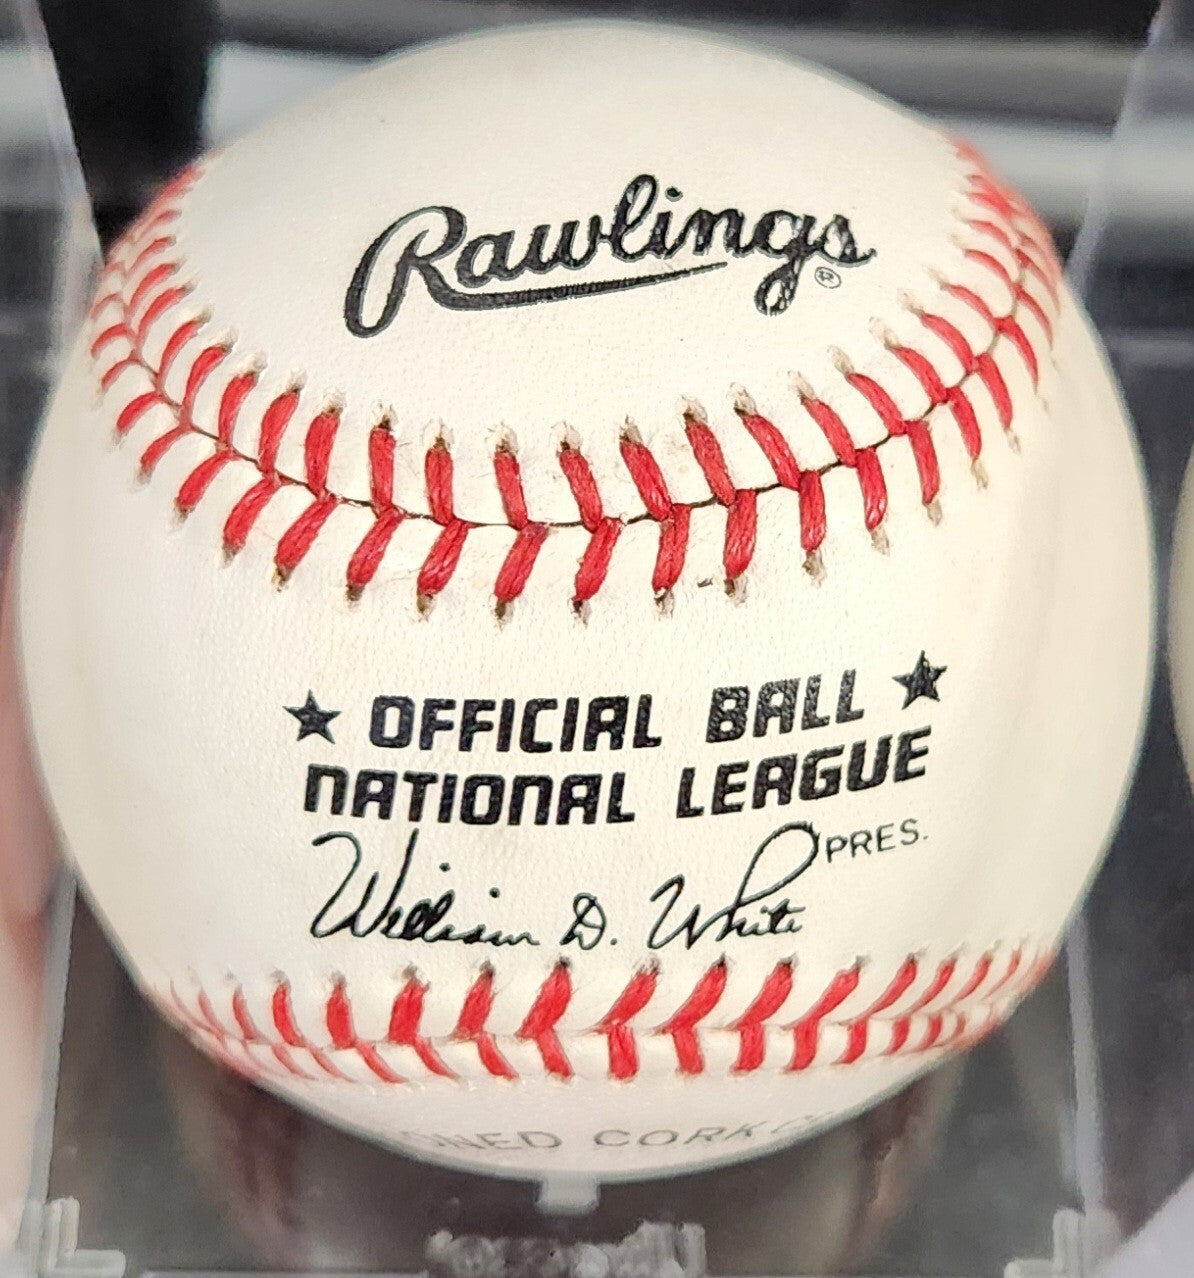 Rawlings ®
★ OFFICIAL BALL ★
NATIONAL LEAGUE
William D. White PRES.